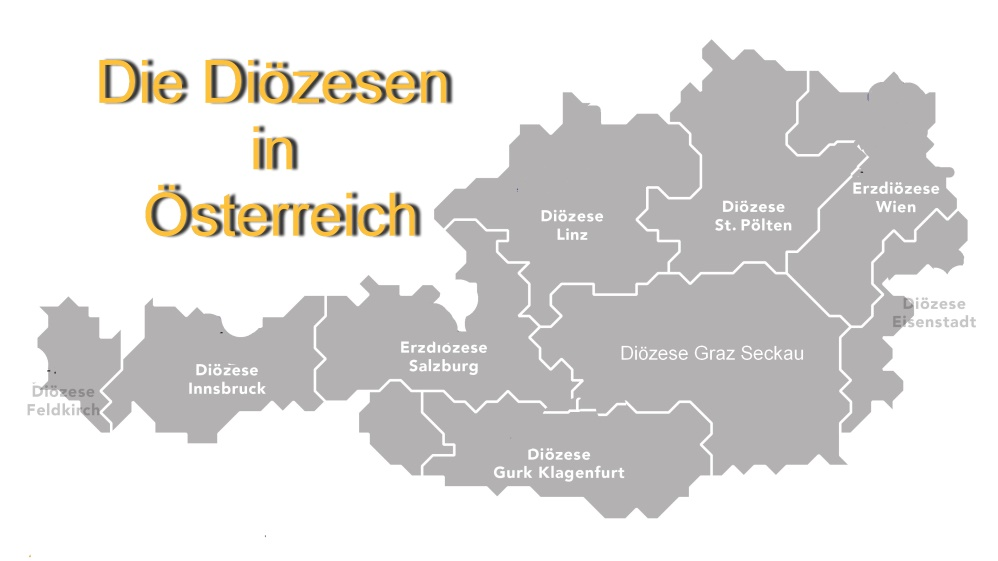 Die Diözesen
in
Österreich
Erzdiözese
Wien
Diözese
St. Pölten
Diözese
Linz
Diözese
Eisenstadt
Diözese Graz Seckau
Erzdiözese
Salzburg
Diözese
Innsbruck
Diözese
Feldkirch
Diözese
Gurk Klagenfurt